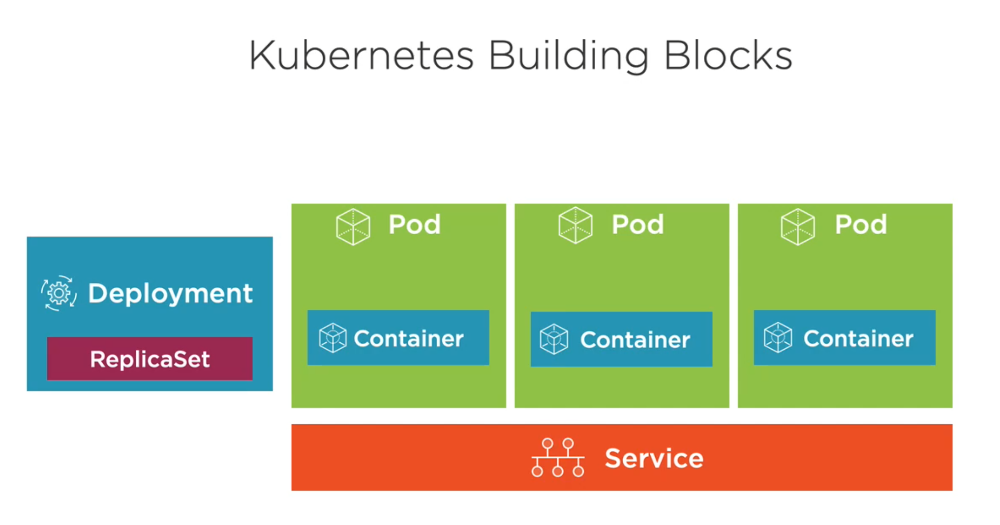 Kubernetes Building Blocks
Deployment
ReplicaSet
Pod
Container
Pod
Container
Pod
Container
Service